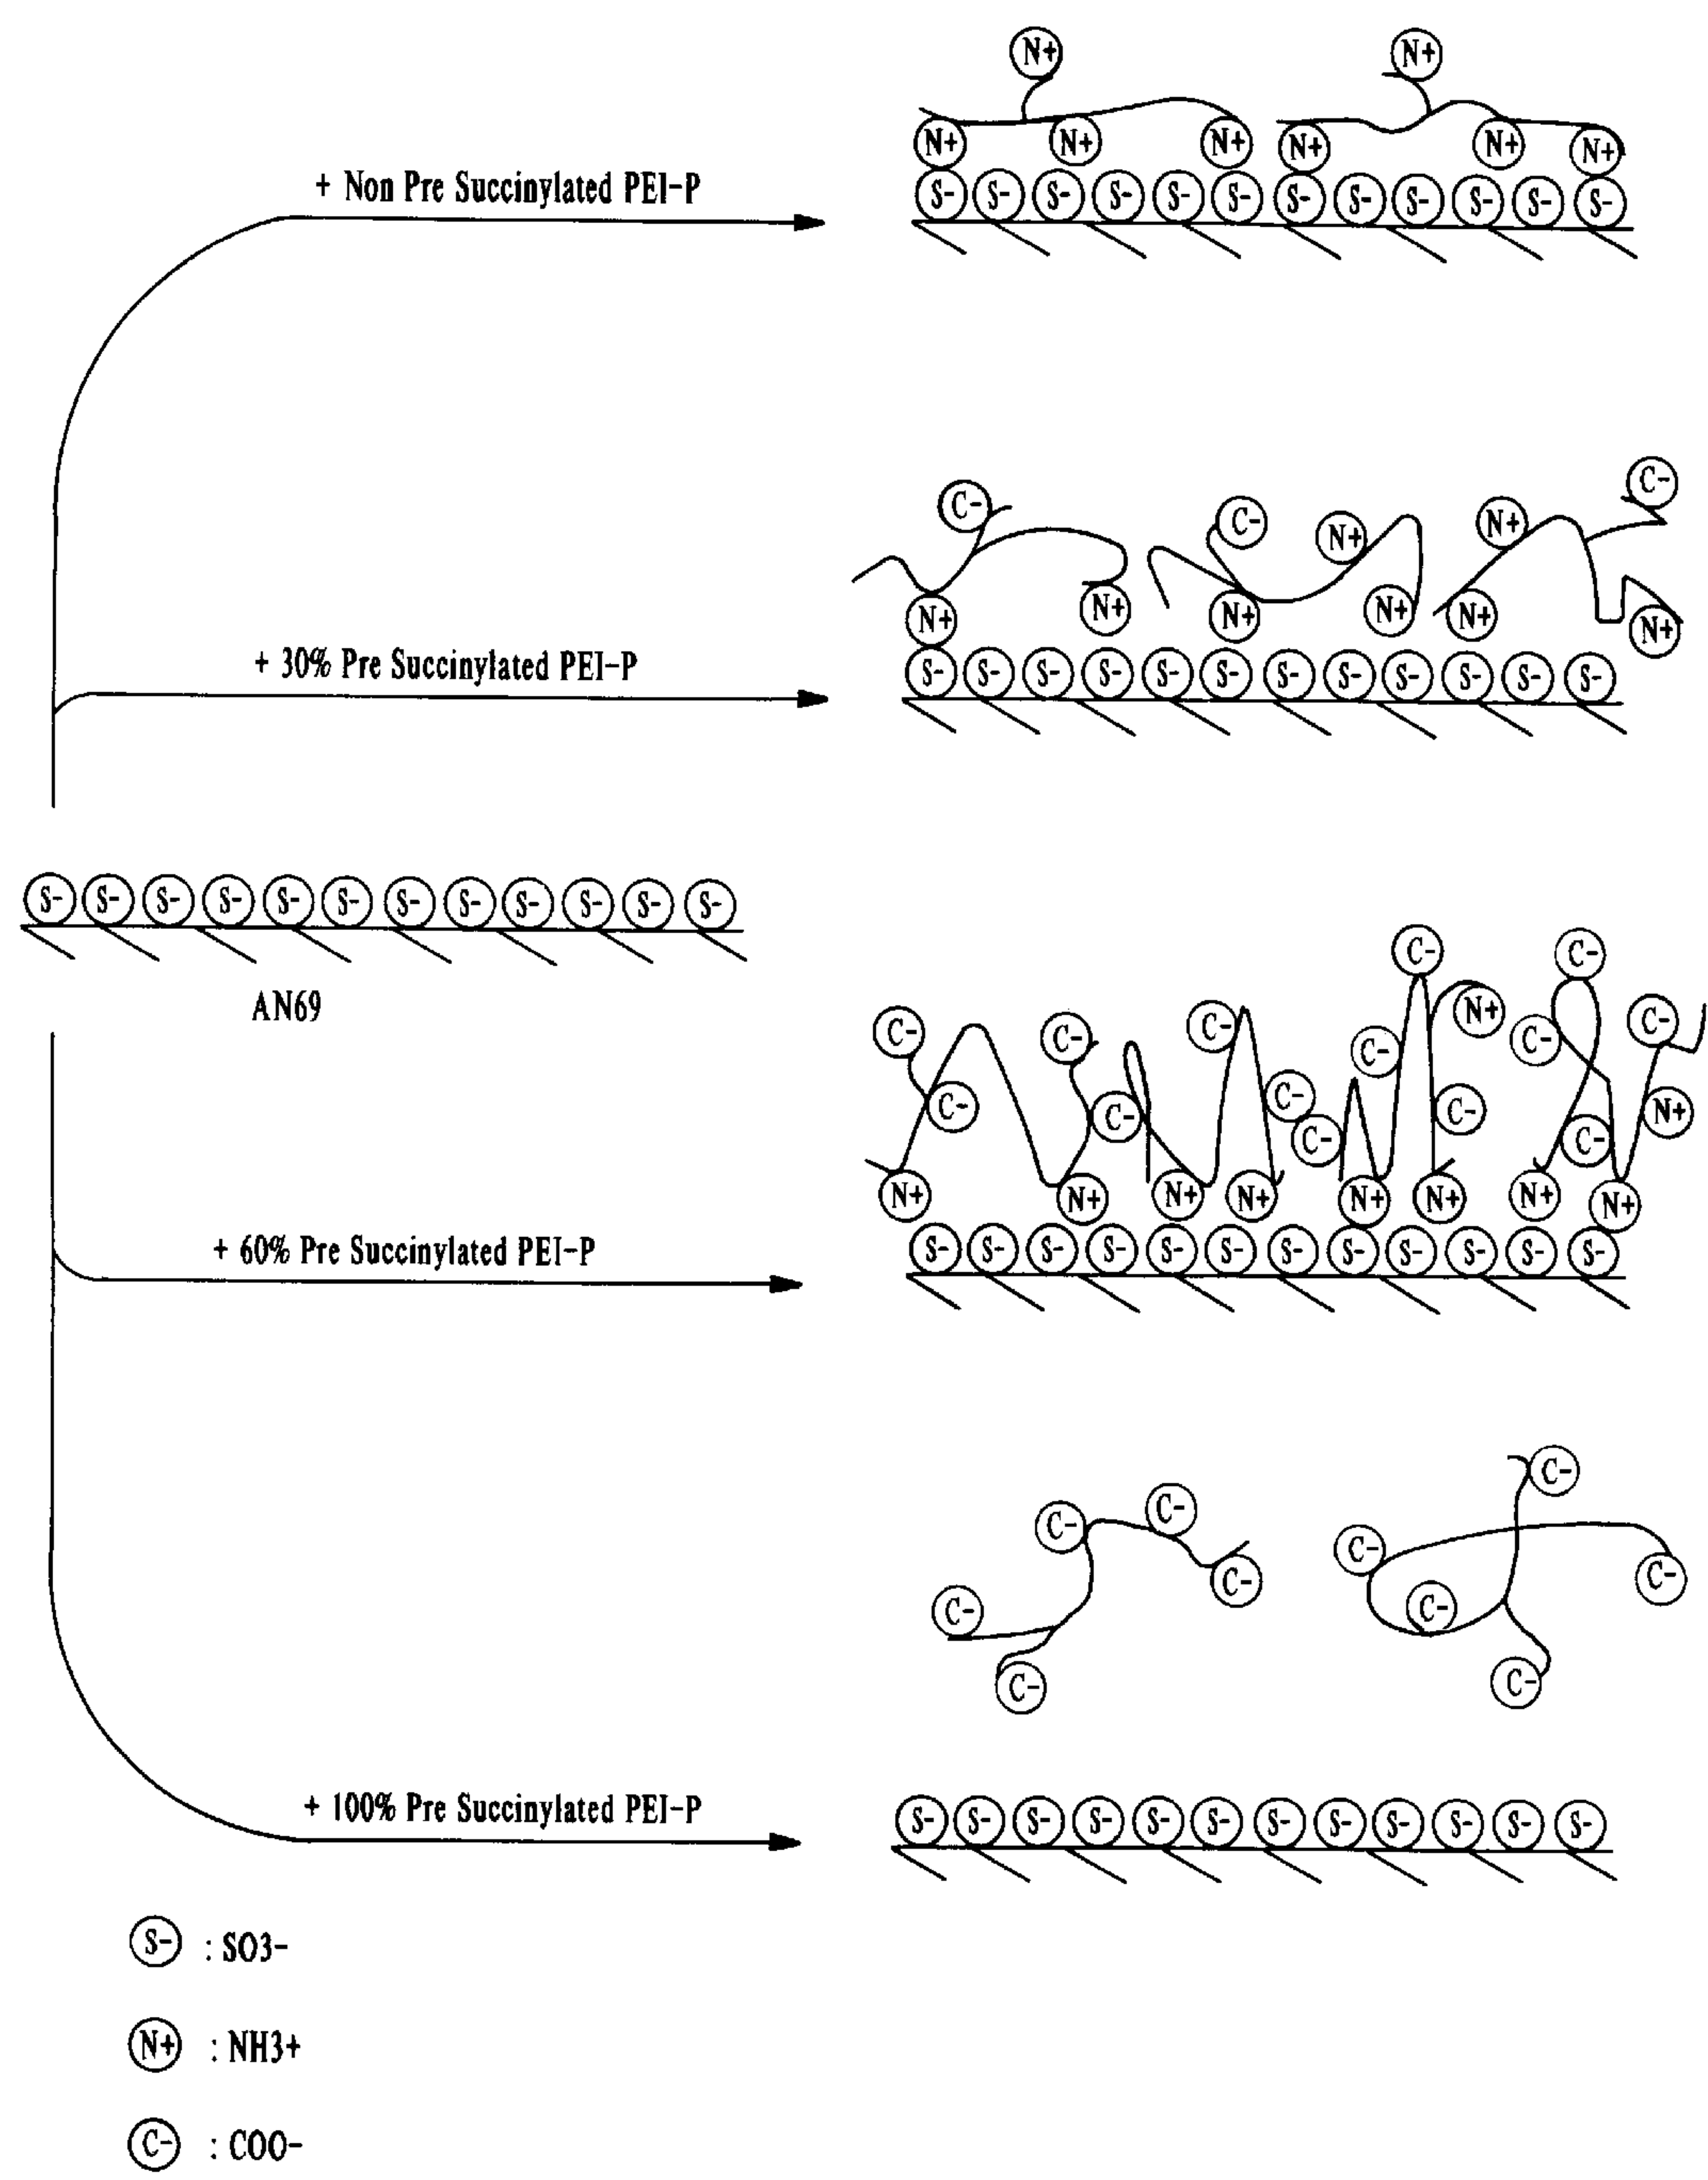 N+ N+
N+ N+ N+ N+ N+ N+
+ Non Pre Succinylated PEI-P
S- S- S- S- S- S- S- S- S- S- S- S-
C- C- N+ N+ C-
N+ N+ N+ N+ N+ N+
+ 30% Pre Succinylated PEI-P
S- S- S- S- S- S- S- S- S- S- S- S-
S- S- S- S- S- S- S- S- S- S- S- S-
AN69
C- C-
C- C- C- C- N+ C- C-
C- C- C- C- C- C- N+
N+ N+ N+ N+ N+ N+ N+ N+
+ 60% Pre Succinylated PEI-P
S- S- S- S- S- S- S- S- S- S- S- S-
C-
C- C- C-
C- C- C- C-
C- C-
+ 100% Pre Succinylated PEI-P
S- S- S- S- S- S- S- S- S- S- S- S-
S- : SO3-
N+ : NH3+
C- : COO-